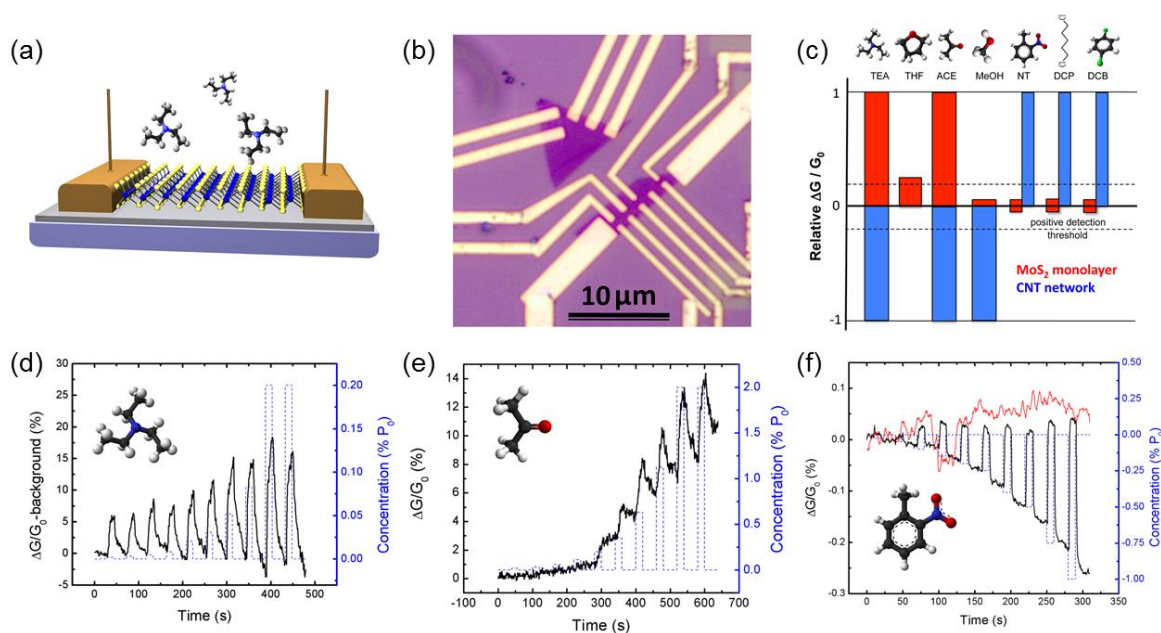 (a)
(b)
10 µm
(c)
TEA THF ACE MeOH NT DCP DCB
D
D
Relative ΔG / G₀
1
0
-1
positive detection
threshold
MoS₂ monolayer
CNT network
(d)
ΔG/G₀-background (%)
30
25
20
15
10
5
0
-5
0 100 200 300 400 500
Time (s)
0.20
0.15
0.10
0.05
0.00
Concentration (% P₀)
(e)
ΔG/G₀ (%)
14
12
10
8
6
4
2
0
-100 0 100 200 300 400 500 600 700
Time (s)
2.0
1.5
1.0
0.5
0.0
Concentration (% P₀)
(f)
ΔG/G₀ (%)
0.1
0.0
-0.1
-0.2
-0.3
0 50 100 150 200 250 300
Time (s)
0.50
0.25
0.00
-0.25
-0.50
-0.75
-1.00
Concentration (% P₀)